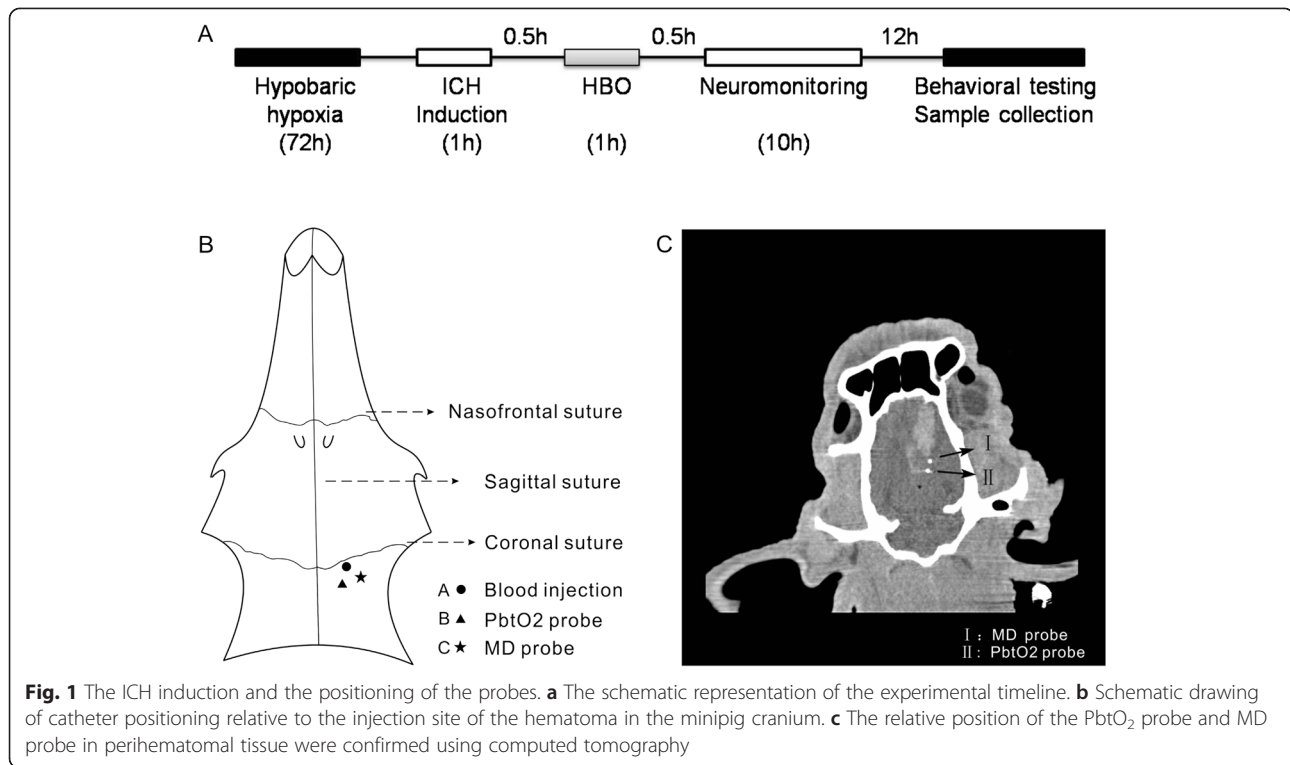 A
0.5h 0.5h 12h
Hypobaric hypoxia (72h)
ICH Induction (1h)
HBO (1h)
Neuromonitoring (10h)
Behavioral testing
Sample collection
B
Nasofrontal suture
Sagittal suture
Coronal suture
A ● Blood injection
B ▲ PbtO2 probe
C ★ MD probe
C
I
II
I : MD probe
II : PbtO2 probe
Fig. 1 The ICH induction and the positioning of the probes. a The schematic representation of the experimental timeline. b Schematic drawing
of catheter positioning relative to the injection site of the hematoma in the minipig cranium. c The relative position of the PbtO₂ probe and MD
probe in perihematomal tissue were confirmed using computed tomography